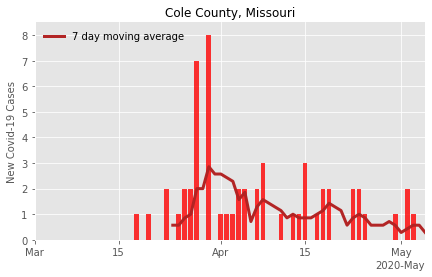 Cole County, Missouri
7 day moving average
New Covid-19 Cases
8
7
6
5
4
3
2
1
0
Mar
15
Apr
15
May
2020-May